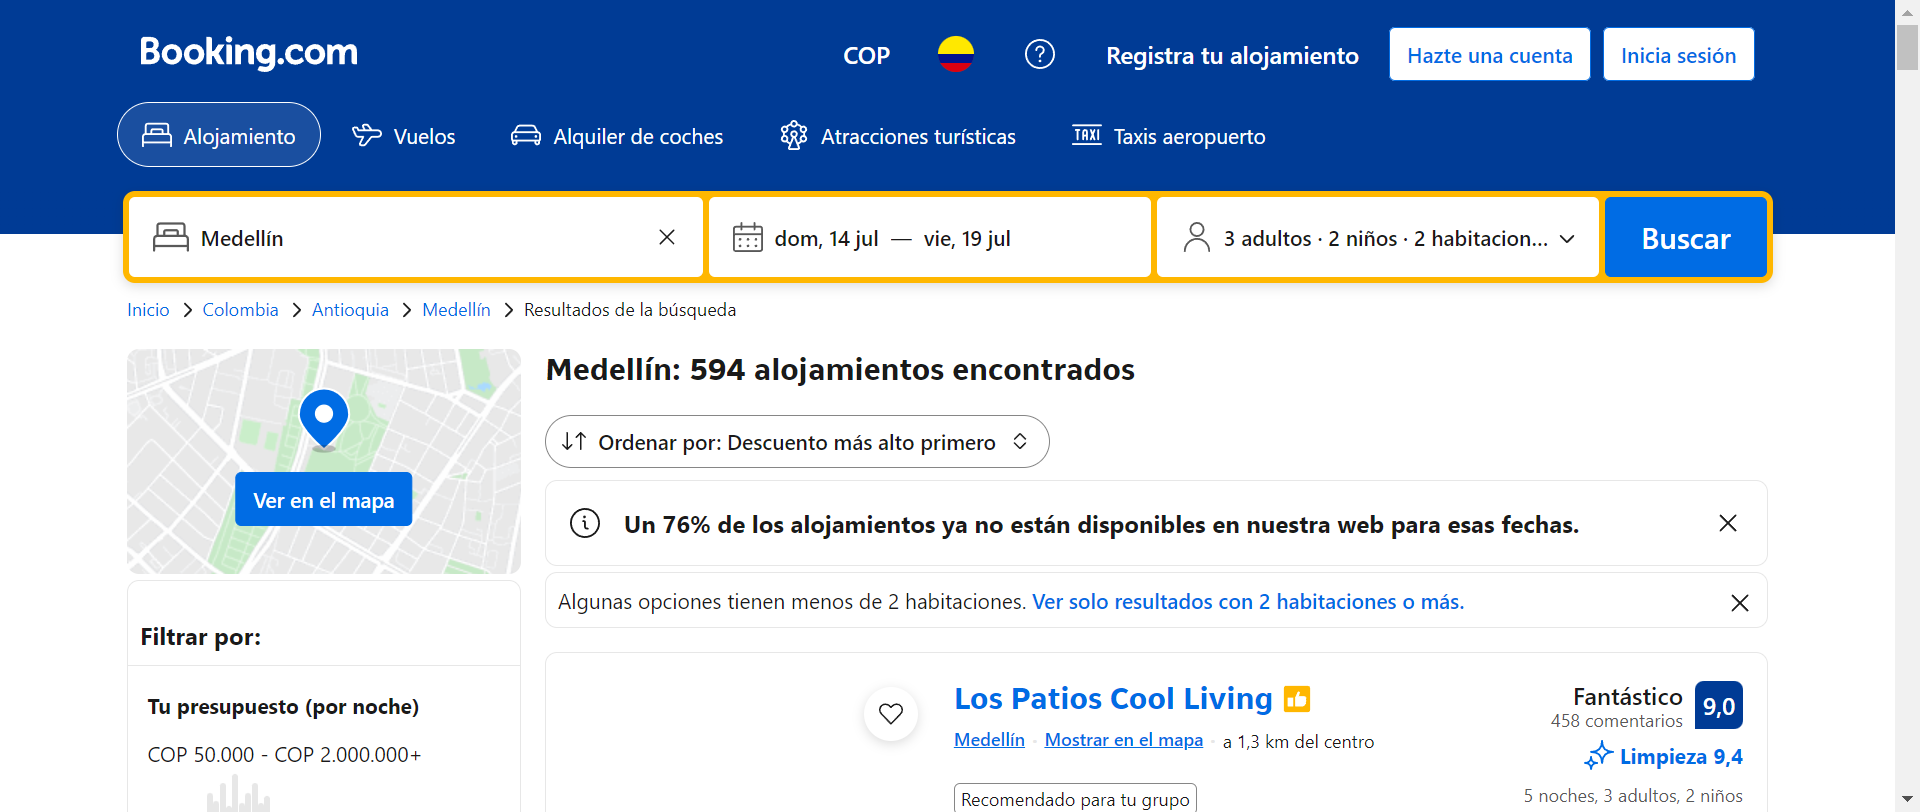 Booking.com
COP
Registra tu alojamiento
Hazte una cuenta
Inicia sesión
Alojamiento
Vuelos
Alquiler de coches
TAXI
Atracciones turísticas
Taxis aeropuerto
Medellín
dom, 14 jul — vie, 19 jul
3 adultos · 2 niños · 2 habitacion...
Buscar
Inicio
Colombia
Antioquia
Medellín
Resultados de la búsqueda
Ver en el mapa
Medellín: 594 alojamientos encontrados
Ordenar por: Descuento más alto primero
Un 76% de los alojamientos ya no están disponibles en nuestra web para esas fechas.
Algunas opciones tienen menos de 2 habitaciones. Ver solo resultados con 2 habitaciones o más.
Filtrar por:
Tu presupuesto (por noche)
COP 50.000 - COP 2.000.000+
Los Patios Cool Living
Medellín · Mostrar en el mapa · a 1,3 km del centro
Recomendado para tu grupo
Fantástico
458 comentarios
9,0
Limpieza 9,4
5 noches, 3 adultos, 2 niños